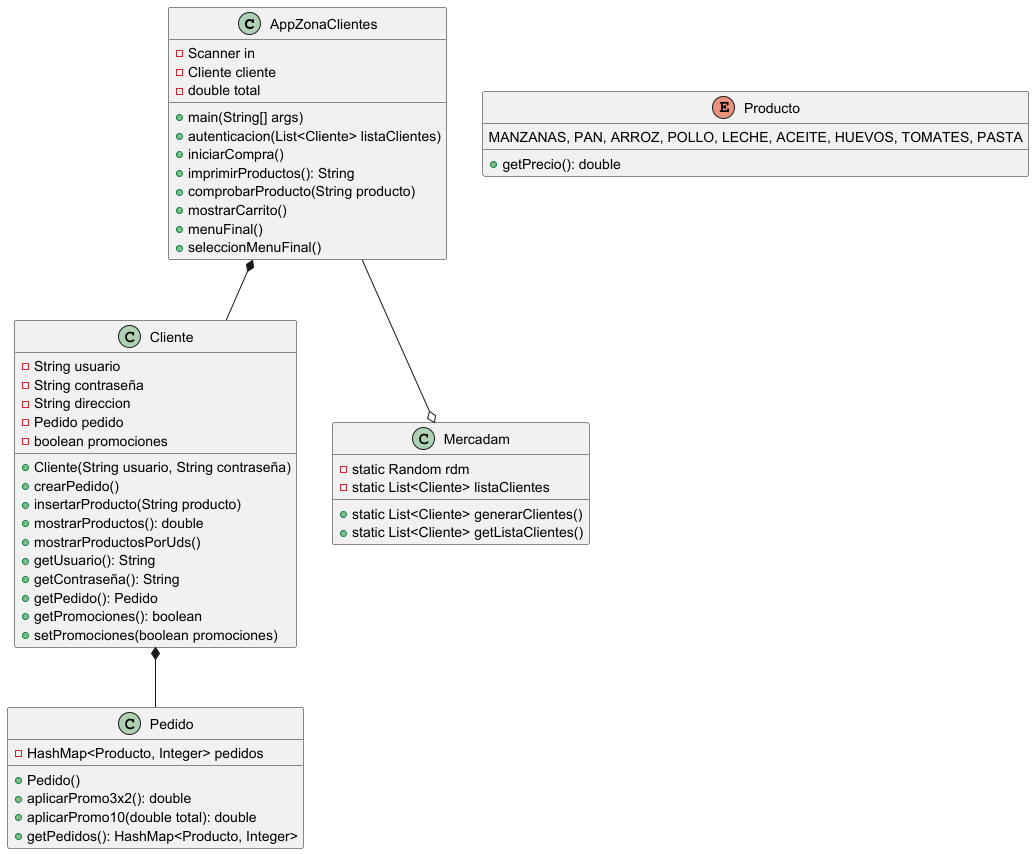 C AppZonaClientes
Scanner in
Cliente cliente
double total
main(String[] args)
autenticacion(List<Cliente> listaClientes)
iniciarCompra()
imprimirProductos(): String
comprobarProducto(String producto)
mostrarCarrito()
menuFinal()
seleccionMenuFinal()
E Producto
MANZANAS, PAN, ARROZ, POLLO, LECHE, ACEITE, HUEVOS, TOMATES, PASTA
getPrecio(): double
C Cliente
String usuario
String contraseña
String direccion
Pedido pedido
boolean promociones
Cliente(String usuario, String contraseña)
crearPedido()
insertarProducto(String producto)
mostrarProductos(): double
mostrarProductosPorUds()
getUsuario(): String
getContraseña(): String
getPedido(): Pedido
getPromociones(): boolean
setPromociones(boolean promociones)
C Mercadam
static Random rdm
static List<Cliente> listaClientes
static List<Cliente> generarClientes()
static List<Cliente> getListaClientes()
C Pedido
HashMap<Producto, Integer> pedidos
Pedido()
aplicarPromo3x2(): double
aplicarPromo10(double total): double
getPedidos(): HashMap<Producto, Integer>